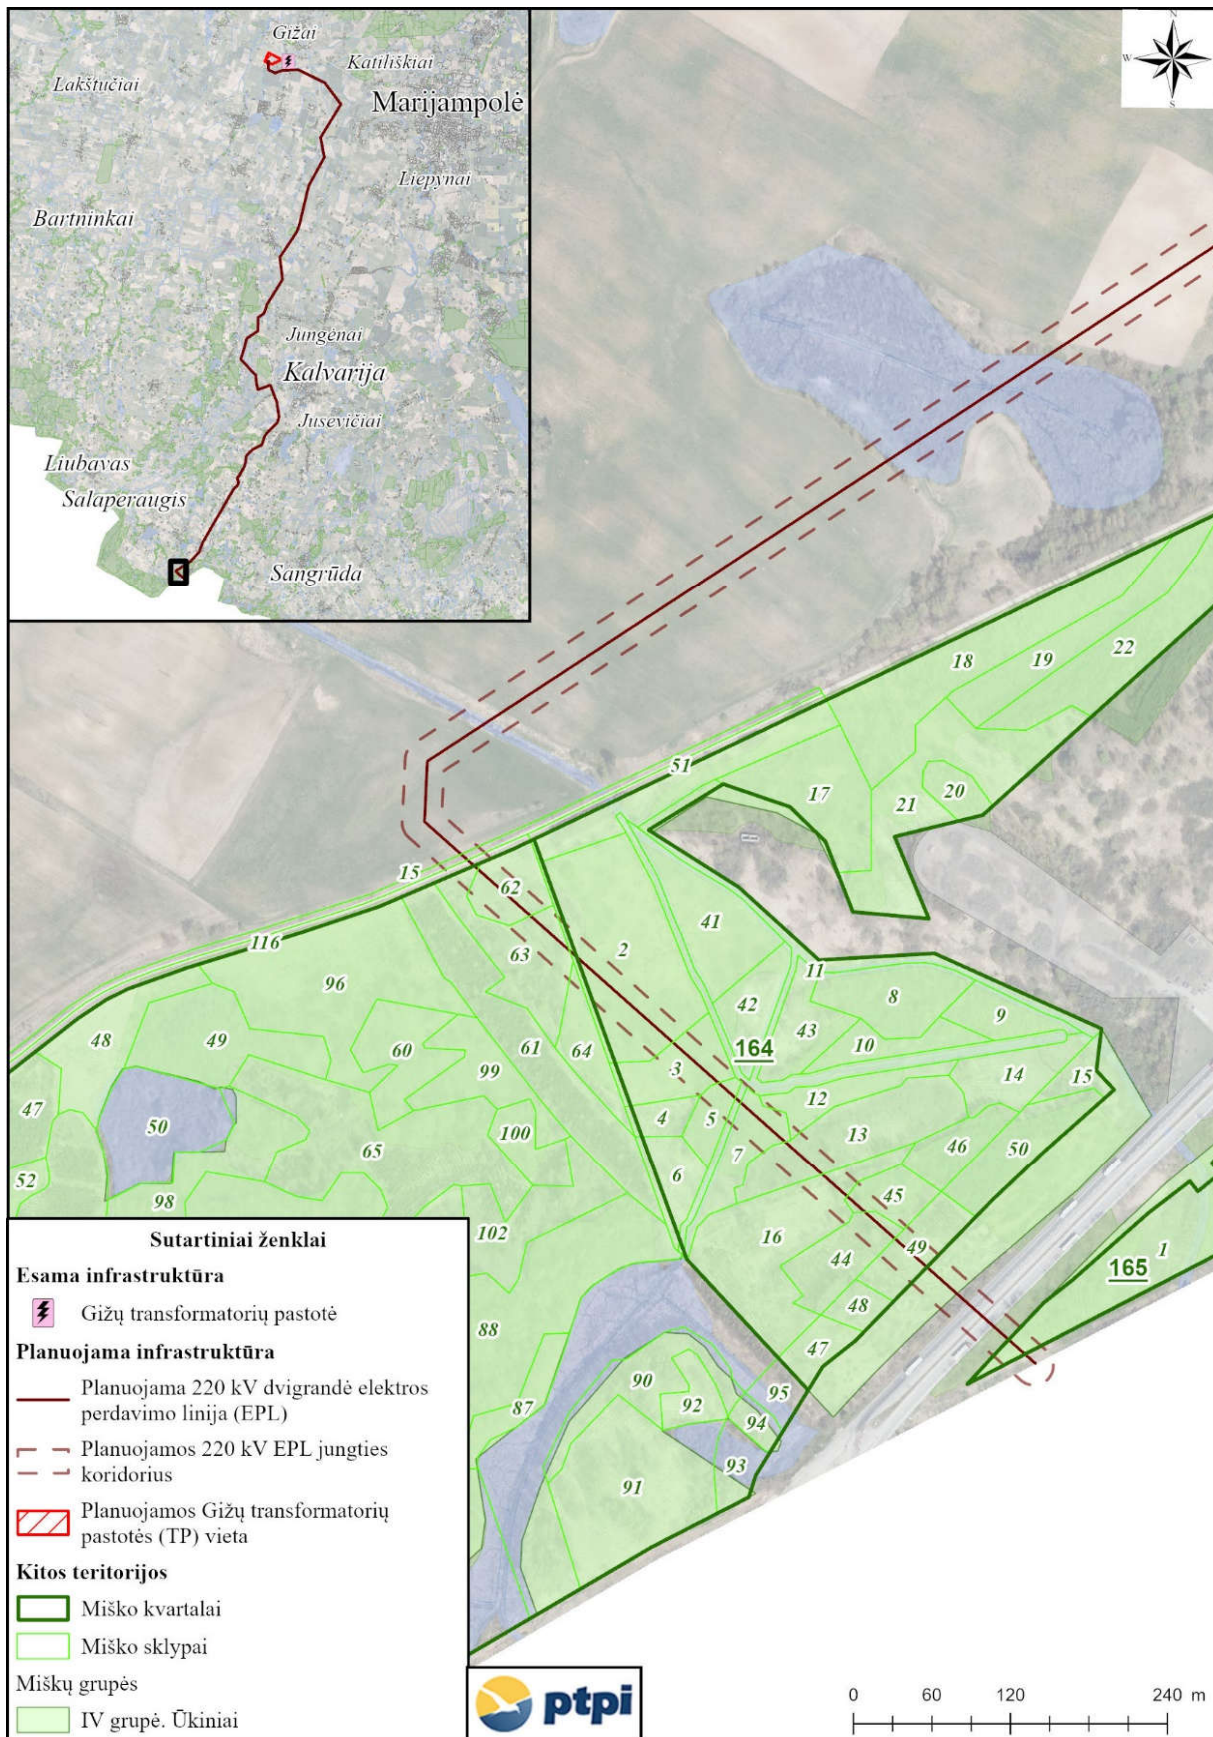 Gižai
Katiliškiai
Lakštučiai
Marijampolė
Liepynai
Bartninkai
Jungėnai
Kalvarija
Jusevičiai
Liubavas
Salaperaugis
Sangrūda
N
W
S
22
18
19
51
17
20
21
15
62
41
2
116
63
11
96
8
42
9
48
49
43
10
60
61
64
164
99
3
14
15
47
12
50
4
5
100
13
46
50
65
7
6
52
45
98
102
16
49
1
44
165
48
88
47
90
95
92
87
94
93
91
Sutartiniai ženklai
Esama infrastruktūra
Gižų transformatorių pastotė
Planuojama infrastruktūra
Planuojama 220 kV dvigrandė elektros
perdavimo linija (EPL)
Planuojamos 220 kV EPL jungties
koridorius
Planuojamos Gižų transformatorių
pastotės (TP) vieta
Kitos teritorijos
Miško kvartalai
Miško sklypai
Miškų grupės
IV grupė. Ūkiniai
ptpi
0 60 120 240 m